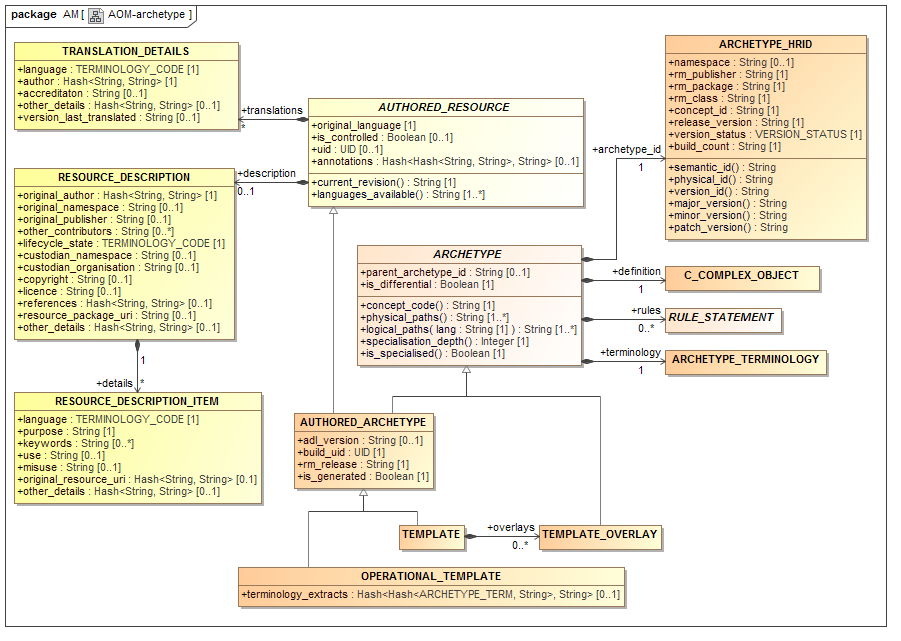 package AM [ AOM-archetype ]
TRANSLATION_DETAILS
+language : TERMINOLOGY_CODE [1]
+author : Hash<String, String> [1]
+accreditaton : String [0..1]
+other_details : Hash<String, String> [0..1]
+version_last_translated : String [0..1]
+translations
*
AUTHORED_RESOURCE
+original_language [1]
+is_controlled : Boolean [0..1]
+uid : UID [0..1]
+annotations : Hash<Hash<String, String>, String> [0..1]
+current_revision() : String [1]
+languages_available() : String [1..*]
ARCHETYPE_HRID
+namespace : String [0..1]
+rm_publisher : String [1]
+rm_package : String [1]
+rm_class : String [1]
+concept_id : String [1]
+release_version : String [1]
+version_status : VERSION_STATUS [1]
+build_count : String [1]
+semantic_id() : String
+physical_id() : String
+version_id() : String
+major_version() : String
+minor_version() : String
+patch_version() : String
+archetype_id
1
+description
0..1
RESOURCE_DESCRIPTION
+original_author : Hash<String, String> [1]
+original_namespace : String [0..1]
+original_publisher : String [0..1]
+other_contributors : String [0..*]
+lifecycle_state : TERMINOLOGY_CODE [1]
+custodian_namespace : String [0..1]
+custodian_organisation : String [0..1]
+copyright : String [0..1]
+licence : String [0..1]
+references : Hash<String, String> [0..1]
+resource_package_uri : String [0..1]
+other_details : Hash<String, String> [0..1]
ARCHETYPE
+parent_archetype_id : String [0..1]
+is_differential : Boolean [1]
+concept_code() : String [1]
+physical_paths() : String [1..*]
+logical_paths( lang : String [1] ) : String [1..*]
+specialisation_depth() : Integer [1]
+is_specialised() : Boolean [1]
+definition
1
C_COMPLEX_OBJECT
+rules
0..*
RULE_STATEMENT
+terminology
1
ARCHETYPE_TERMINOLOGY
1
+details
*
RESOURCE_DESCRIPTION_ITEM
+language : TERMINOLOGY_CODE [1]
+purpose : String [1]
+keywords : String [0..*]
+use : String [0..1]
+misuse : String [0..1]
+original_resource_uri : Hash<String, String> [0.1]
+other_details : Hash<String, String> [0..1]
AUTHORED_ARCHETYPE
+adl_version : String [0..1]
+build_uid : UID [1]
+rm_release : String [1]
+is_generated : Boolean [1]
TEMPLATE
+overlays
0..*
TEMPLATE_OVERLAY
OPERATIONAL_TEMPLATE
+terminology_extracts : Hash<Hash<ARCHETYPE_TERM, String>, String> [0..1]